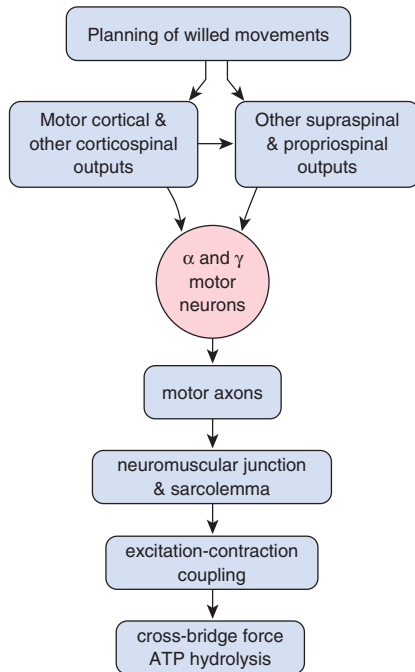 Planning of willed movements
Motor cortical &
other corticospinal
outputs
Other supraspinal
& propriospinal
outputs
α and γ
motor
neurons
motor axons
neuromuscular junction
& sarcolemma
excitation-contraction
coupling
cross-bridge force
ATP hydrolysis